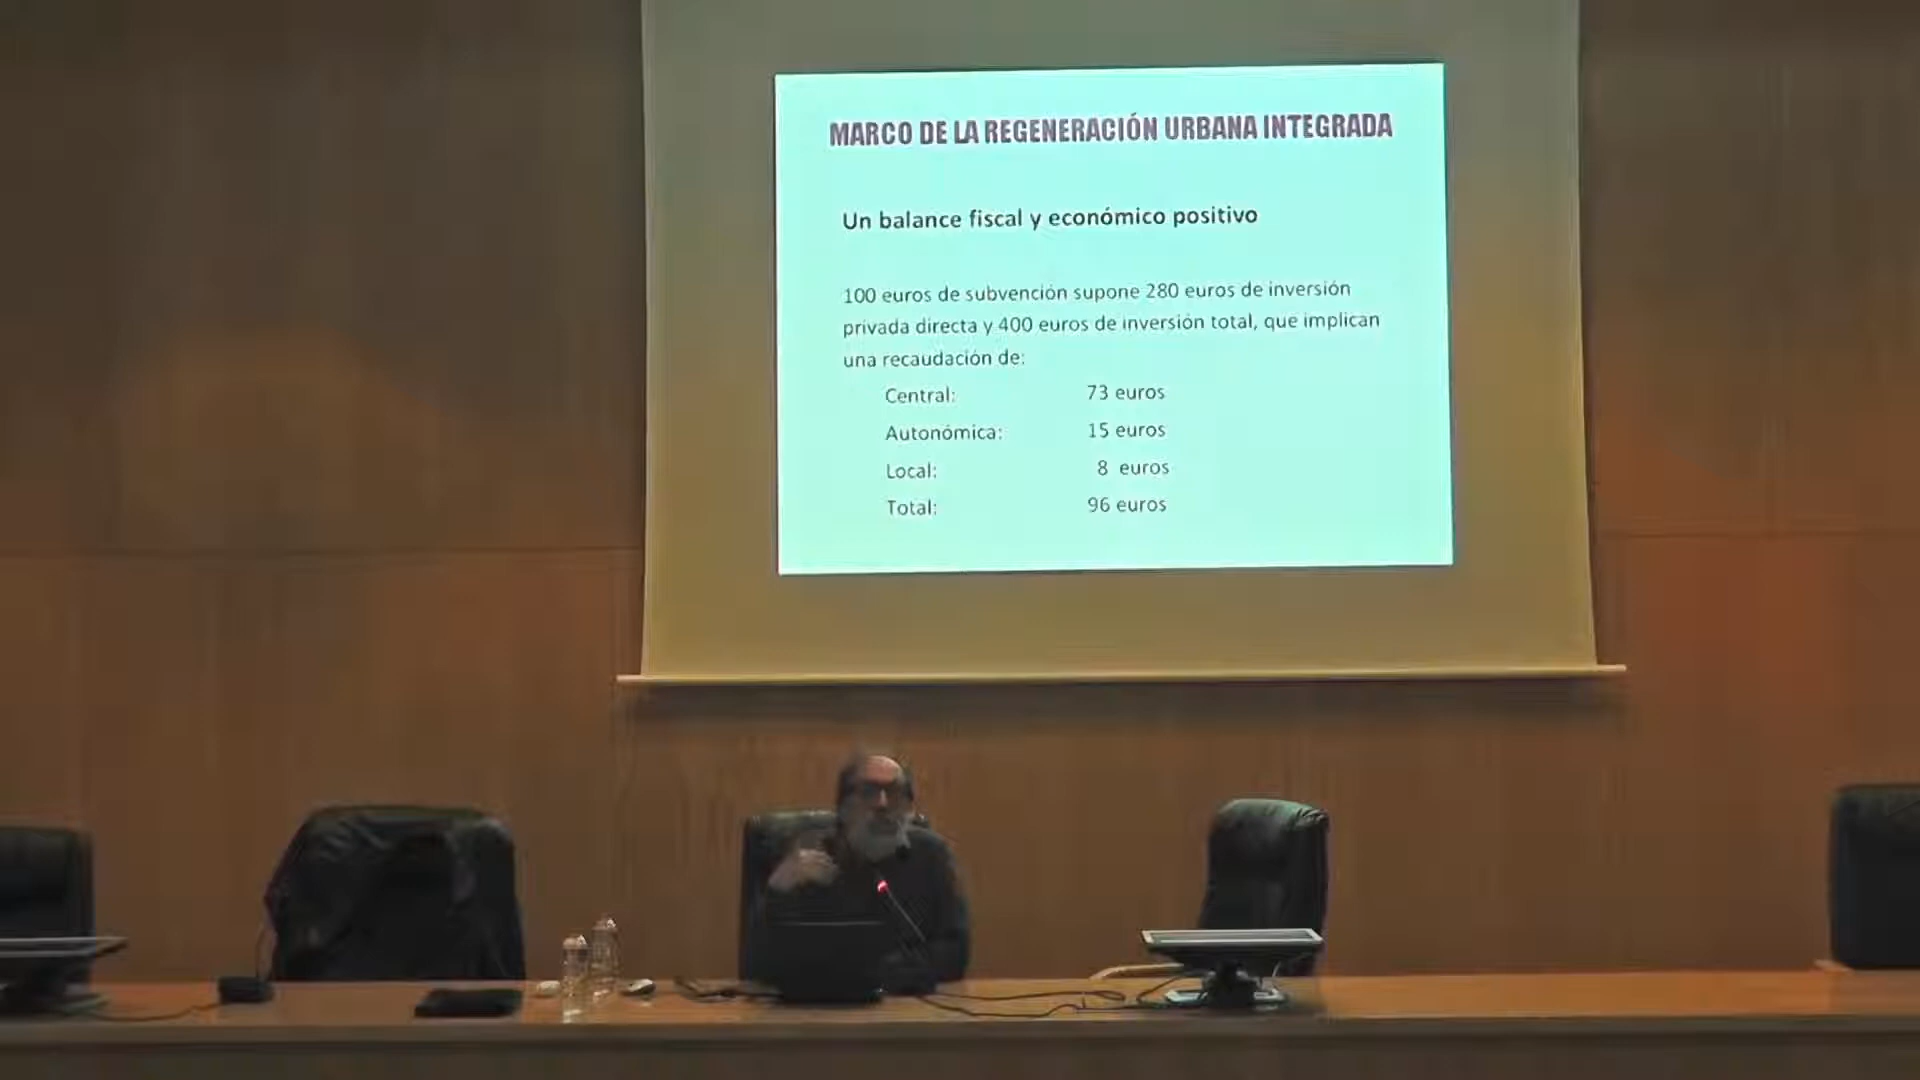 MARCO DE LA REGENERACIÓN URBANA INTEGRADA
Un balance fiscal y económico positivo
100 euros de subvención supone 280 euros de inversión
privada directa y 400 euros de inversión total, que implican
una recaudación de:
Central: 73 euros
Autonómica: 15 euros
Local: 8 euros
Total: 96 euros